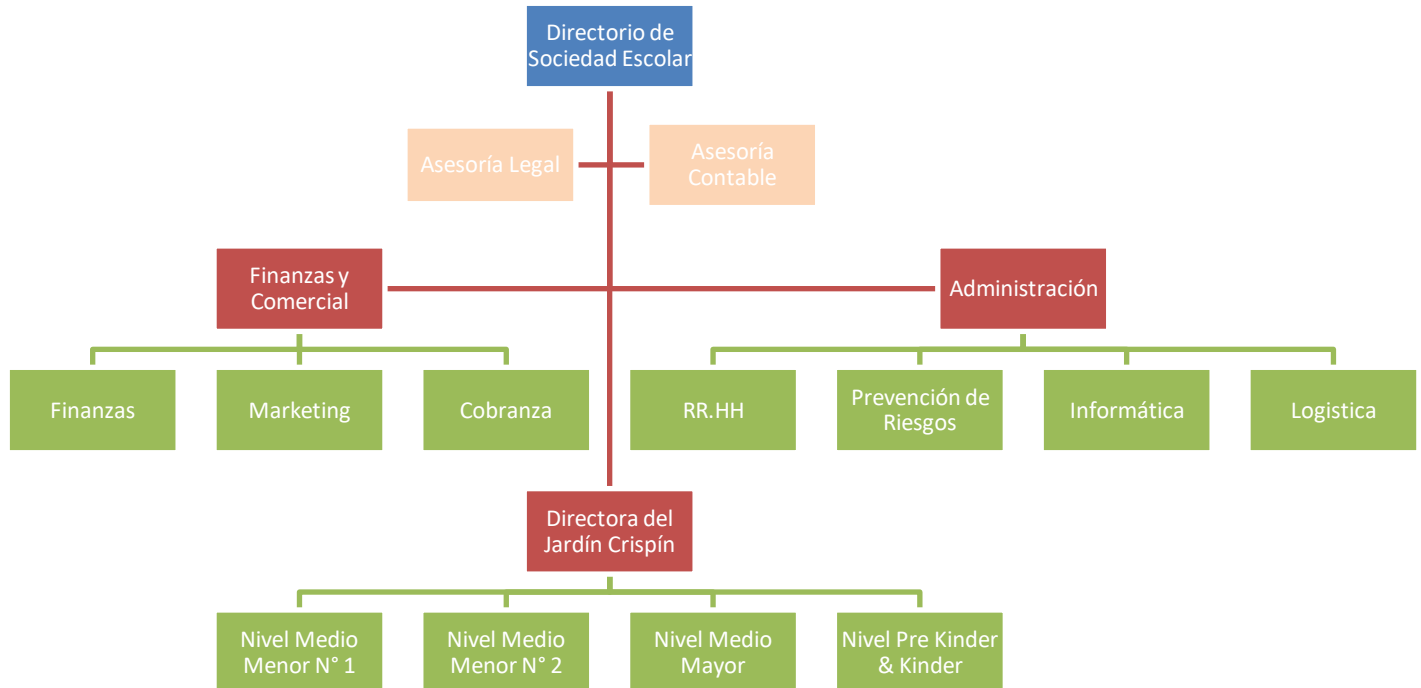 Directorio de
Sociedad Escolar
Asesoría Legal
Asesoría
Contable
Finanzas y
Comercial
Administración
Finanzas
Marketing
Cobranza
RR.HH
Prevención de
Riesgos
Informática
Logistica
Directora del
Jardín Crispín
Nivel Medio
Menor N° 1
Nivel Medio
Menor N° 2
Nivel Medio
Mayor
Nivel Pre Kinder
& Kinder